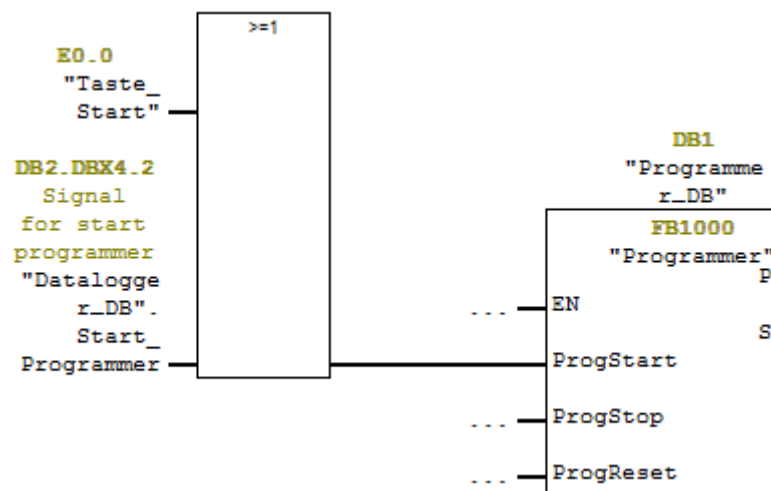 >=1
E0.0
"Taste_
Start"
DB2.DBX4.2
Signal
for start
programmer
"Datalogge
r_DB".
Start_
Programmer
DB1
"Programme
r_DB"
FB1000
"Programmer"
P
... EN
S
ProgStart
... ProgStop
... ProgReset